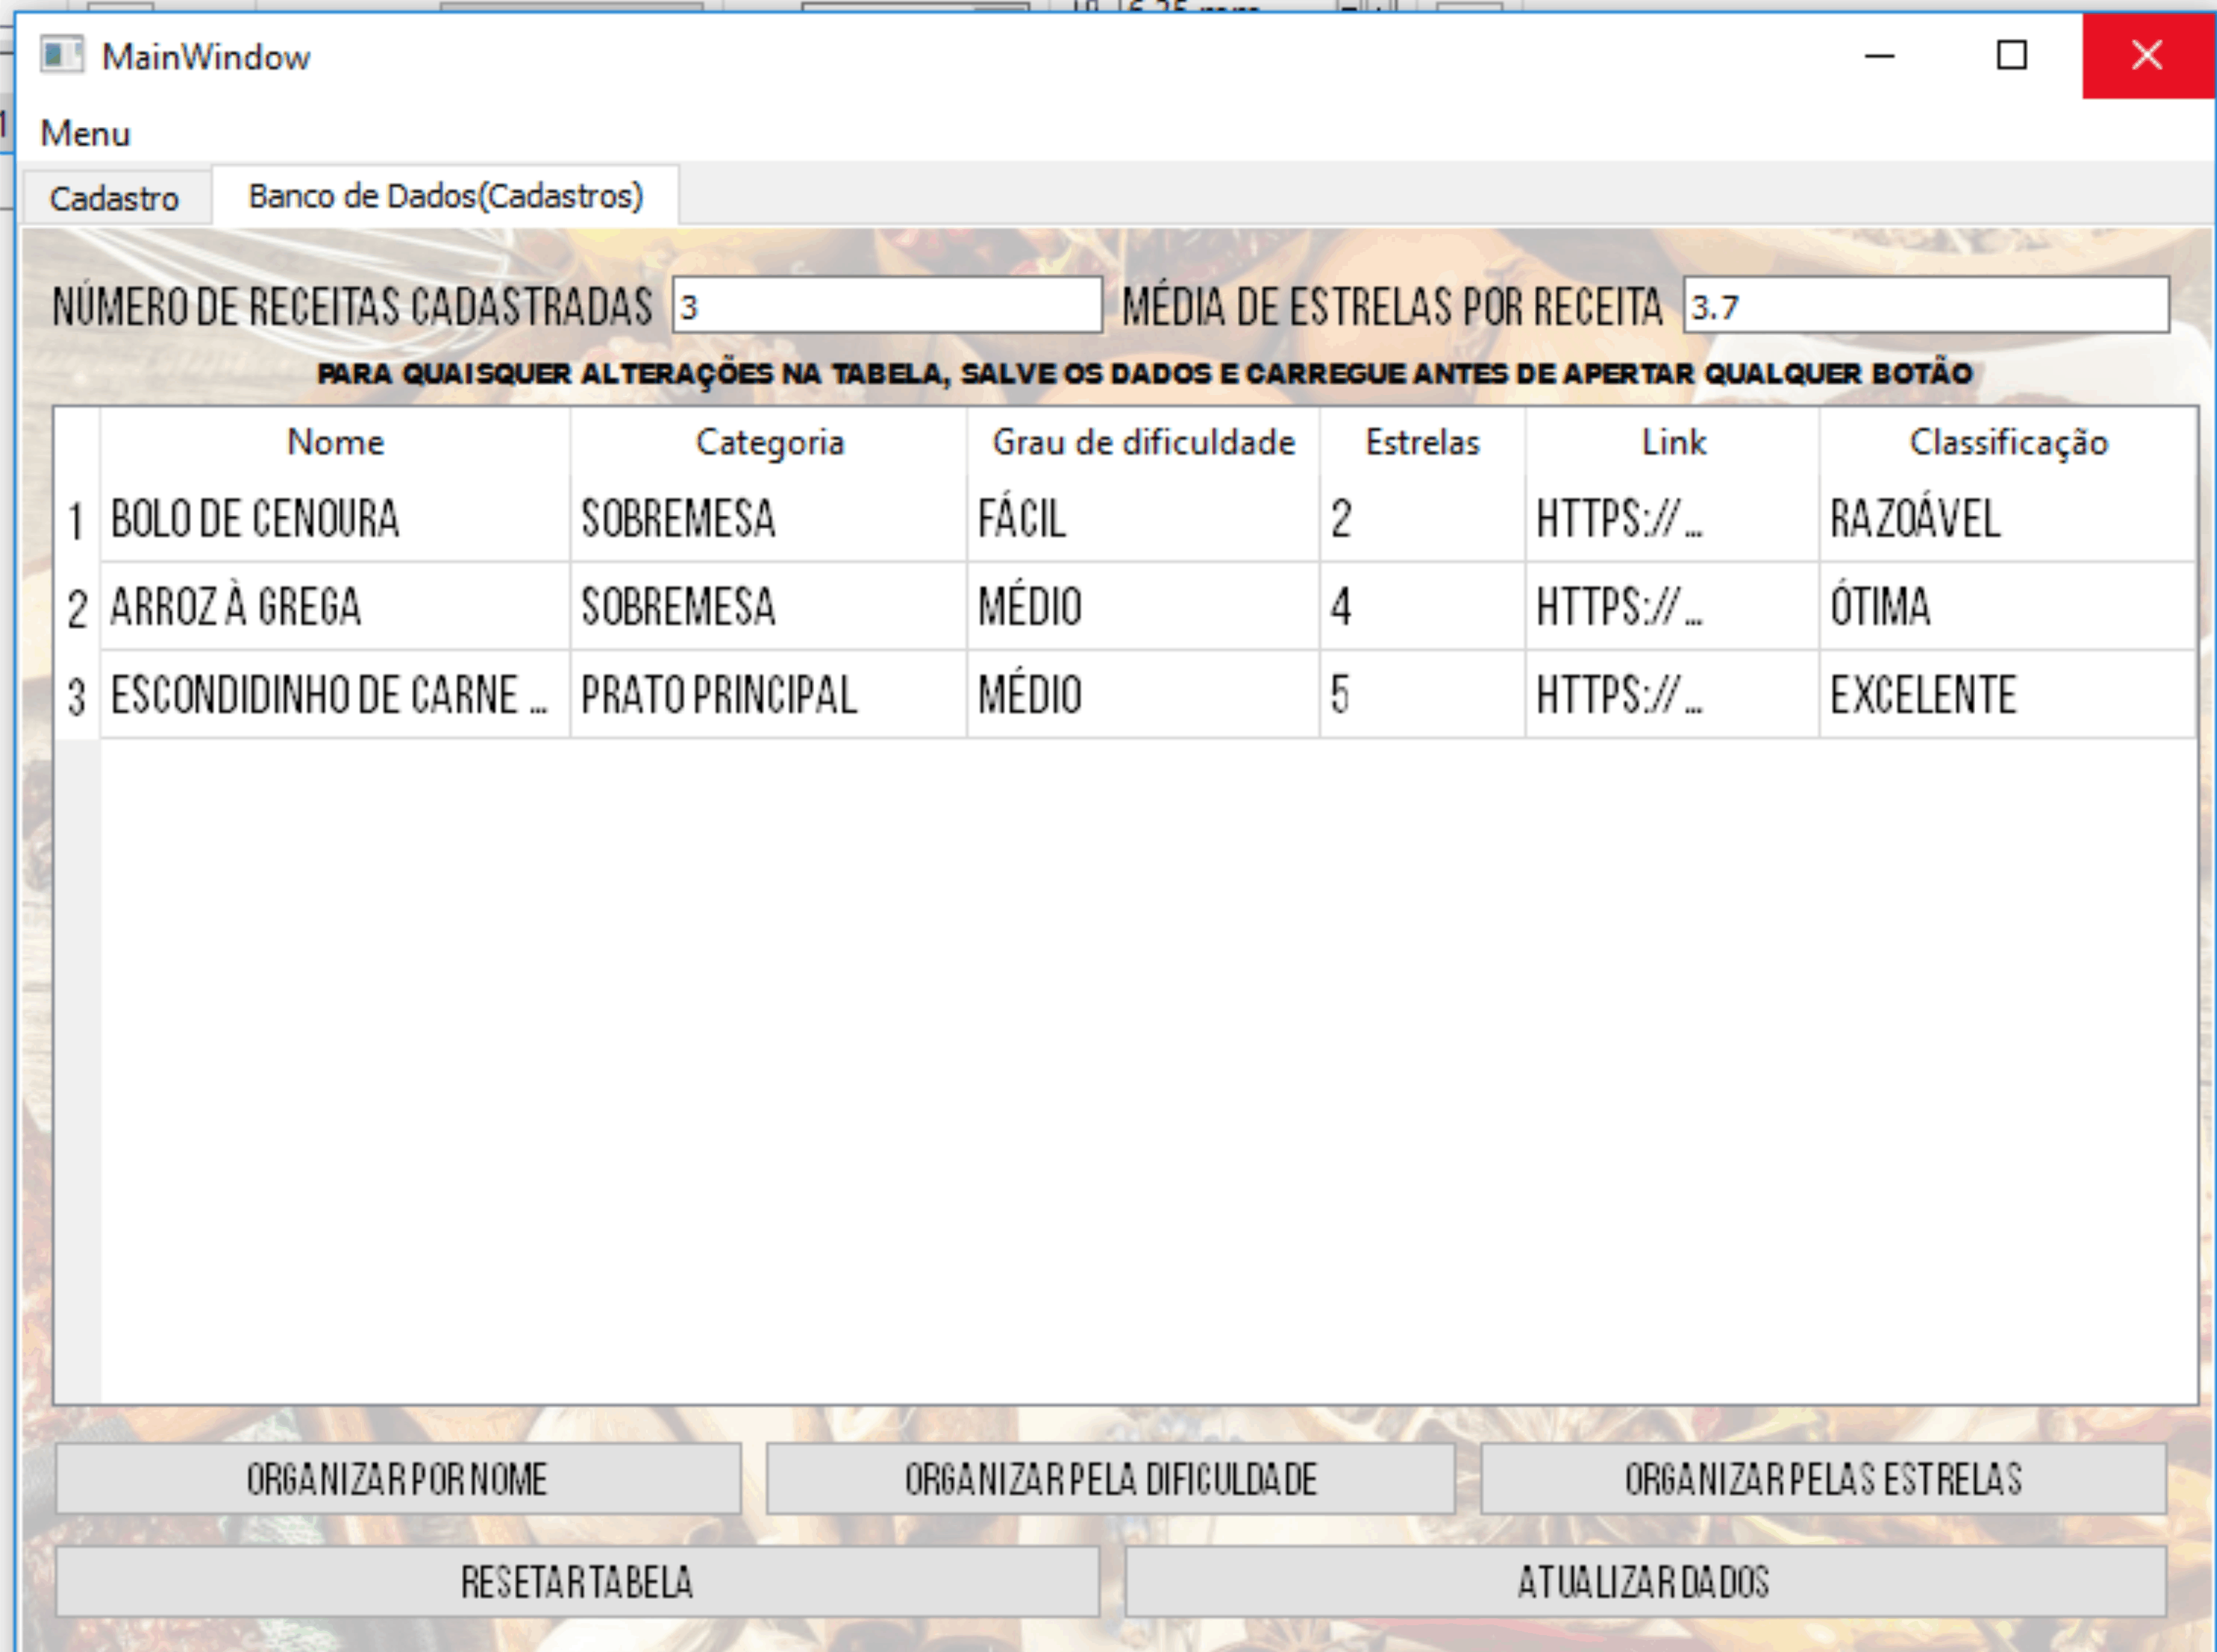 MainWindow
Menu
Cadastro Banco de Dados(Cadastros)
NÚMERO DE RECEITAS CADASTRADAS 3 MÉDIA DE ESTRELAS POR RECEITA 3.7
PARA QUAISQUER ALTERAÇÕES NA TABELA, SALVE OS DADOS E CARREGUE ANTES DE APERTAR QUALQUER BOTÃO
Nome Categoria Grau de dificuldade Estrelas Link Classificação
1 BOLO DE CENOURA SOBREMESA FÁCIL 2 HTTPS:// ... RAZOÁVEL
2 ARROZ À GREGA SOBREMESA MÉDIO 4 HTTPS:// ... ÓTIMA
3 ESCONDIDINHO DE CARNE ... PRATO PRINCIPAL MÉDIO 5 HTTPS:// ... EXCELENTE
ORGANIZAR POR NOME ORGANIZAR PELA DIFICULDADE ORGANIZAR PELAS ESTRELAS
RESETAR TABELA ATUALIZAR DADOS